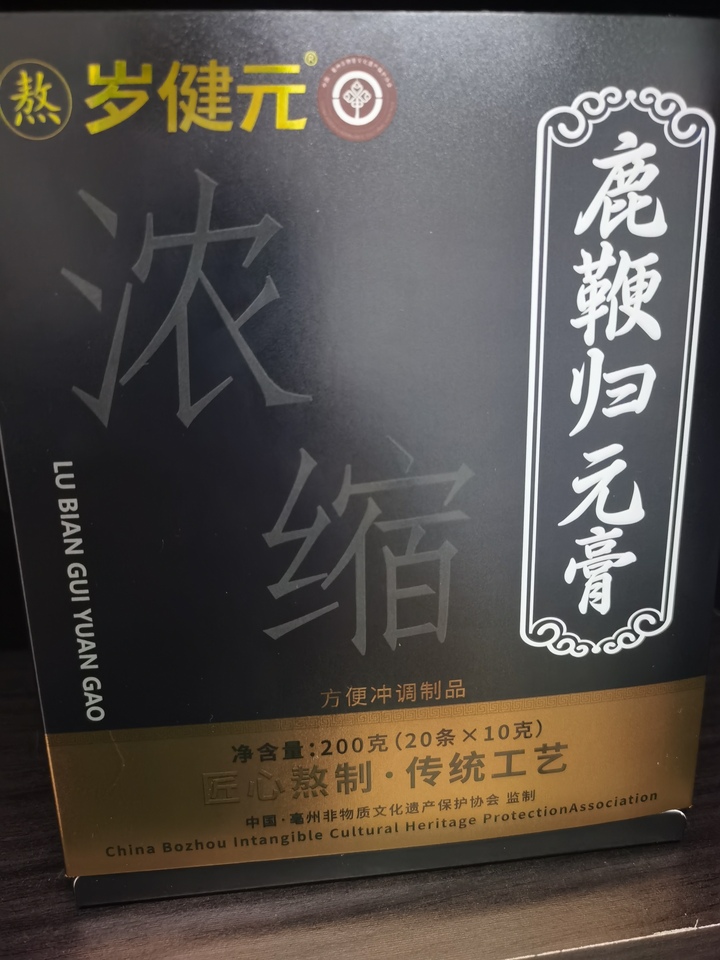 熬 岁健元®
鹿鞭归元膏
浓缩
LU BIAN GUI YUAN GAO
方便冲调制品
净含量:200克(20条×10克)
匠心熬制·传统工艺
中国·亳州非物质文化遗产保护协会 监制
China Bozhou Intangible Cultural Heritage ProtectionAssociation